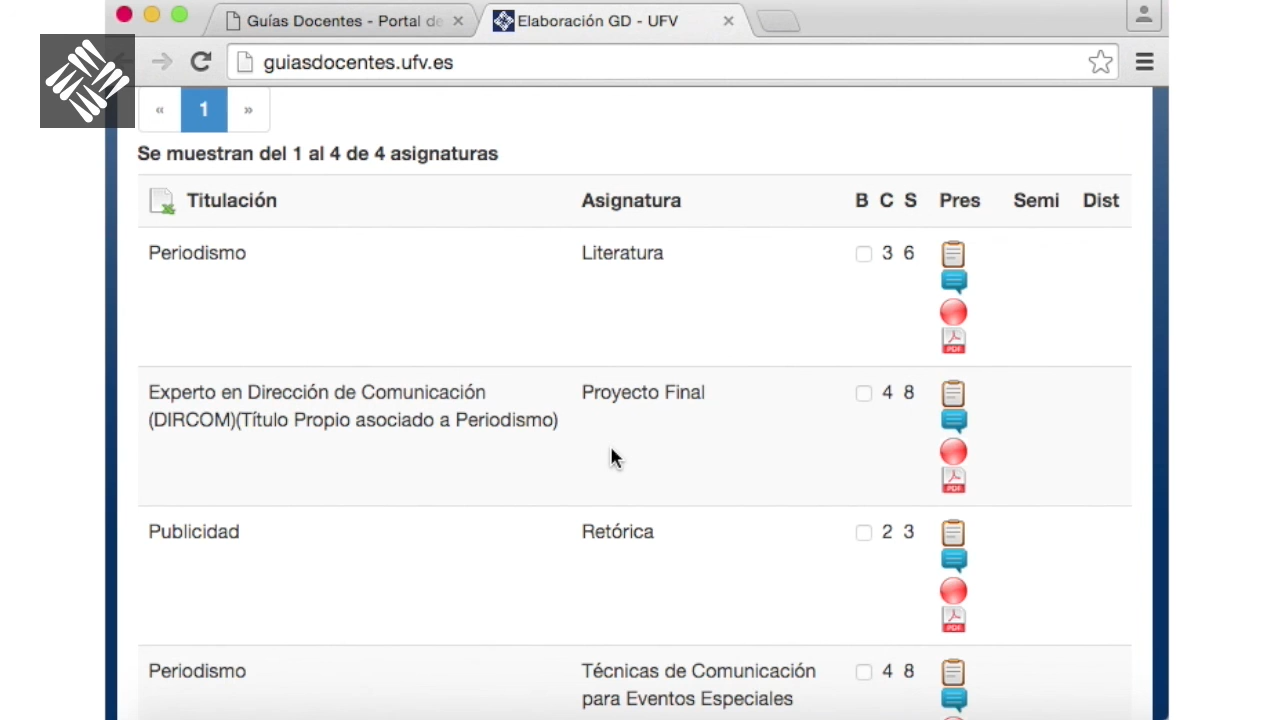 Guías Docentes - Portal de
Elaboración GD - UFV
guiasdocentes.ufv.es
« 1 »
Se muestran del 1 al 4 de 4 asignaturas
Titulación Asignatura B C S Pres Semi Dist
Periodismo Literatura 3 6
PDF
Experto en Dirección de Comunicación Proyecto Final 4 8
(DIRCOM)(Título Propio asociado a Periodismo)
PDF
Publicidad Retórica 2 3
PDF
Periodismo Técnicas de Comunicación 4 8
para Eventos Especiales